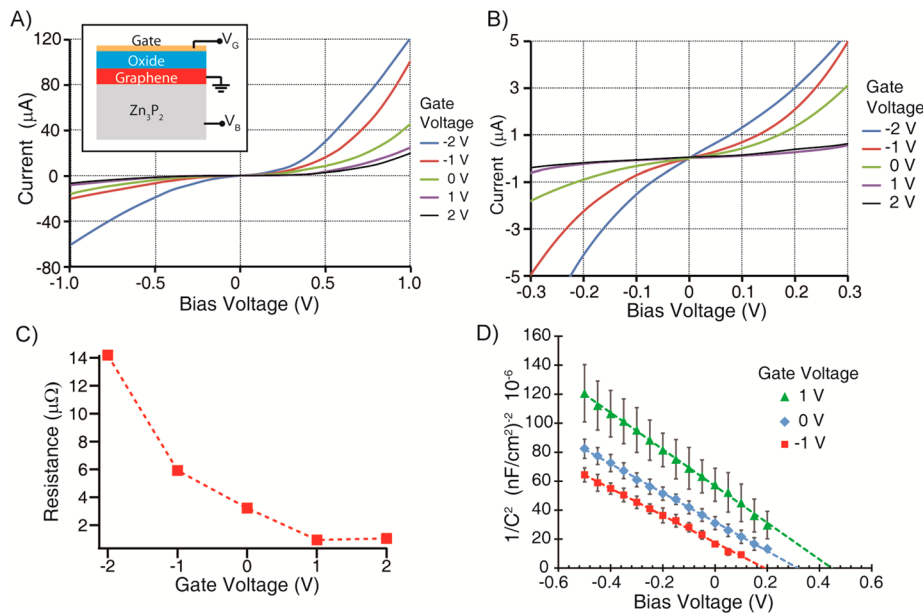 A)
120
80
40
0
-40
-80
Current (μA)
Gate
Oxide
Graphene
Zn3P2
VG
VB
-1.0
-0.5
0
0.5
1.0
Bias Voltage (V)
Gate
Voltage
-2 V
-1 V
0 V
1 V
2 V
B)
5
3
1
-1
-3
-5
Current (μA)
-0.3
-0.2
-0.1
0
0.1
0.2
0.3
Bias Voltage (V)
Gate
Voltage
-2 V
-1 V
0 V
1 V
2 V
C)
14
12
10
8
6
4
2
Resistance (μΩ)
-2
-1
0
1
2
Gate Voltage (V)
D)
160
140
120
100
80
60
40
20
0
1/C² (nF/cm²)⁻² 10⁻⁶
-0.6
-0.4
-0.2
0
0.2
0.4
0.6
Bias Voltage (V)
Gate Voltage
1 V
0 V
-1 V